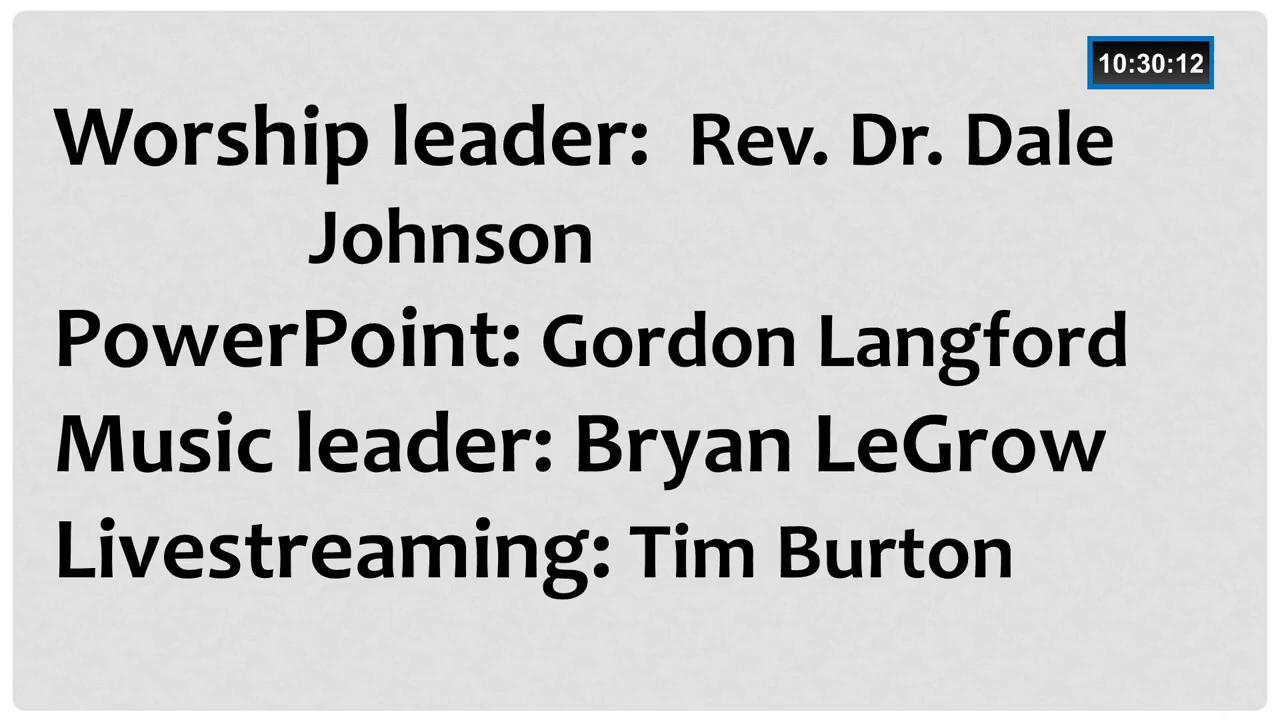 10:30:12
Worship leader: Rev. Dr. Dale
Johnson
PowerPoint: Gordon Langford
Music leader: Bryan LeGrow
Livestreaming: Tim Burton